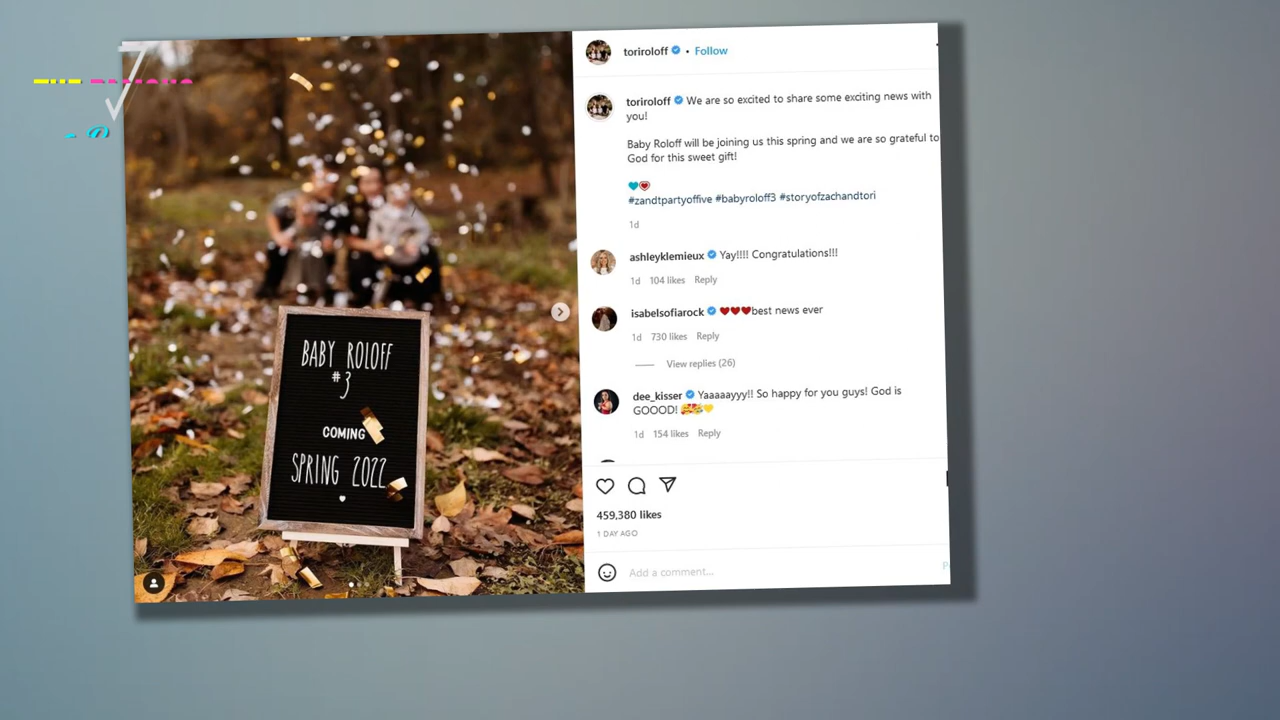 toriroloff • Follow
toriroloff We are so excited to share some exciting news with
you!
Baby Roloff will be joining us this spring and we are so grateful to
God for this sweet gift!
#zandtpartyoffive #babyroloff3 #storyofzachandtori
1d
ashleyklemieux Yay!!!! Congratulations!!!
1d 104 likes Reply
isabelsofiarock ❤❤❤best news ever
1d 730 likes Reply
View replies (26)
dee_kisser Yaaaaayyy!! So happy for you guys! God is
GOOOD! 🥰🥰💛
1d 154 likes Reply
459,380 likes
1 DAY AGO
Add a comment...
BABY ROLOFF
#3
COMING
SPRING 2022